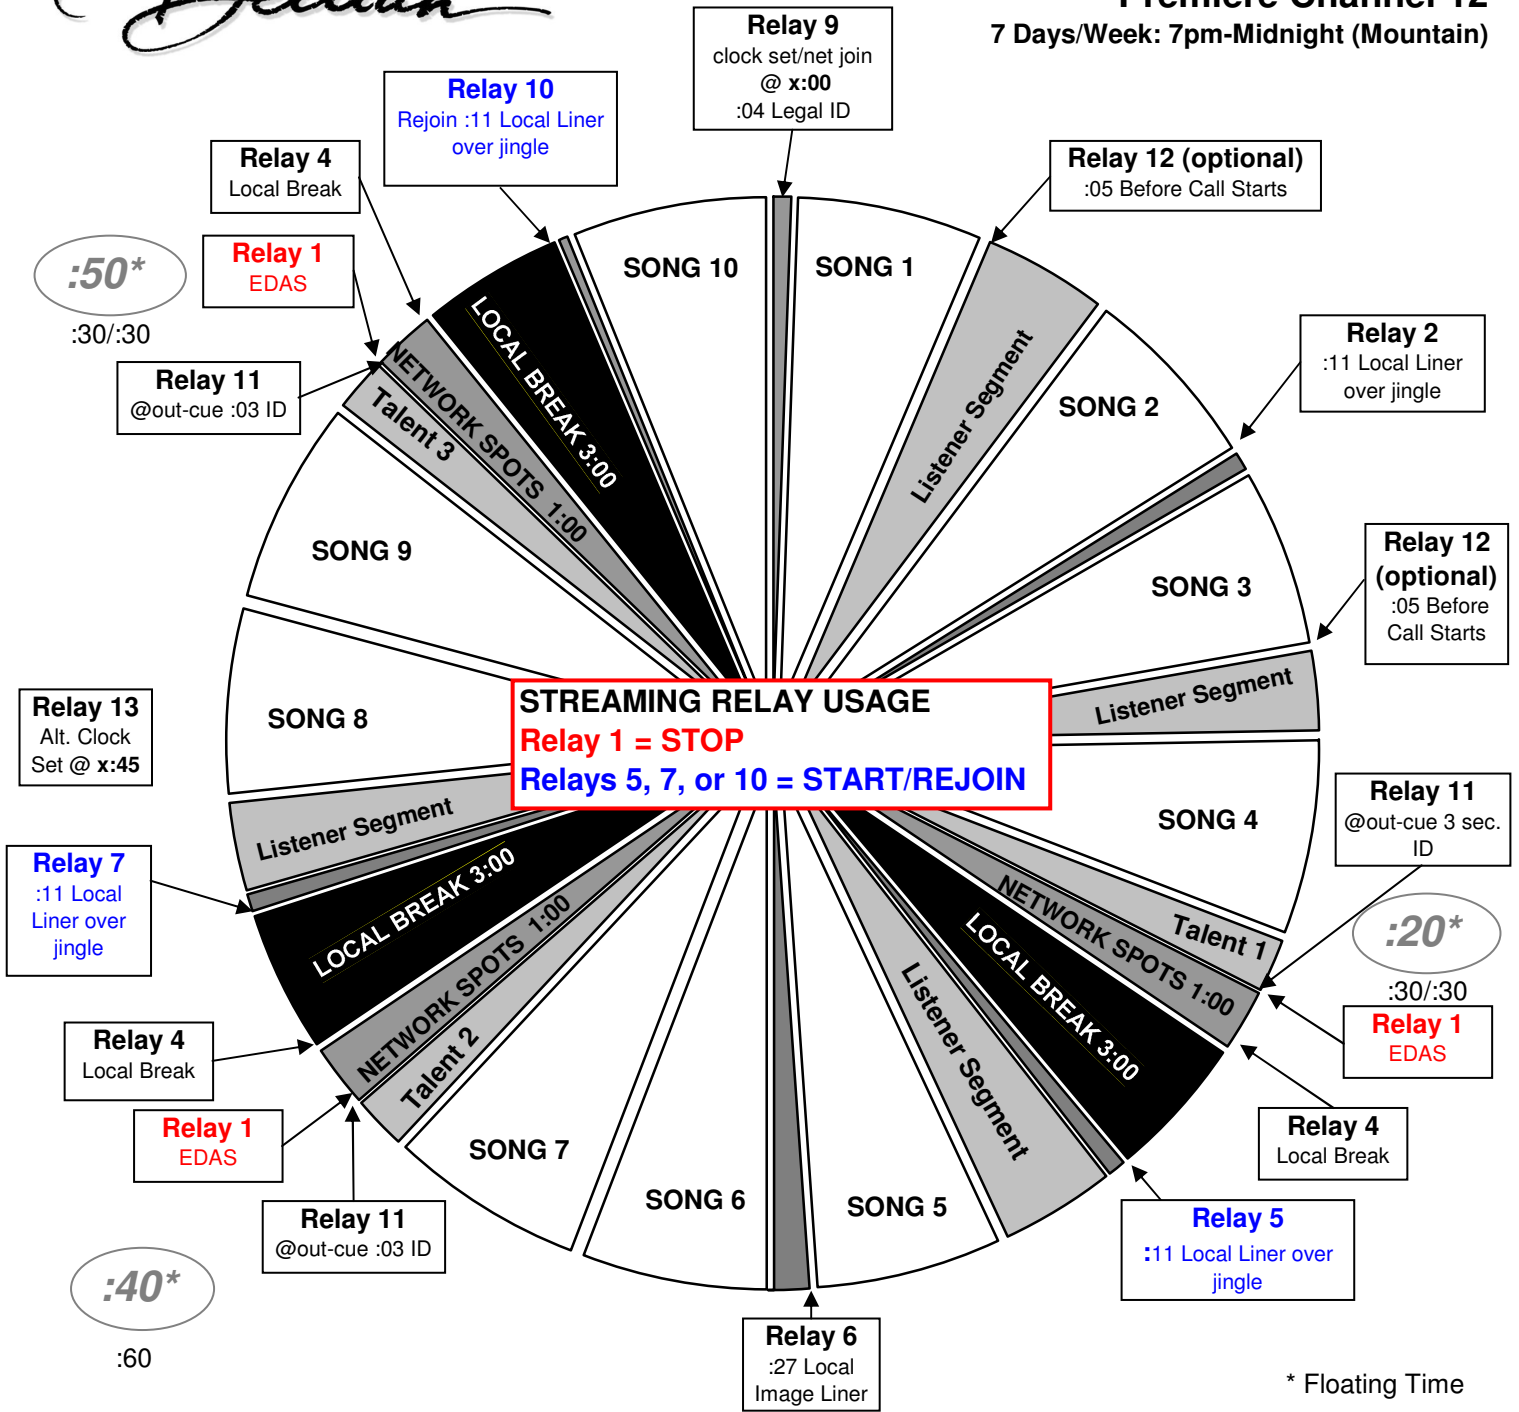 Premiere Channel 12
7 Days/Week: 7pm-Midnight (Mountain)
Relay 9
clock set/net join
@ x:00
:04 Legal ID
Relay 10
Rejoin :11 Local Liner
over jingle
Relay 4
Local Break
Relay 12 (optional)
:05 Before Call Starts
:50*
:30/:30
Relay 1
EDAS
Relay 11
@out-cue :03 ID
Relay 2
:11 Local Liner
over jingle
SONG 10
SONG 1
Listener Segment
SONG 2
LOCAL BREAK 3:00
NETWORK SPOTS 1:00
Talent 3
SONG 9
SONG 3
Relay 12
(optional)
:05 Before
Call Starts
Listener Segment
SONG 8
STREAMING RELAY USAGE
Relay 1 = STOP
Relays 5, 7, or 10 = START/REJOIN
Relay 13
Alt. Clock
Set @ x:45
Listener Segment
SONG 4
Relay 11
@out-cue 3 sec.
ID
Relay 7
:11 Local
Liner over
jingle
LOCAL BREAK 3:00
NETWORK SPOTS 1:00
Talent 2
Talent 1
NETWORK SPOTS 1:00
LOCAL BREAK 3:00
Listener Segment
:20*
:30/:30
Relay 1
EDAS
Relay 4
Local Break
Relay 1
EDAS
Relay 4
Local Break
SONG 7
SONG 6
SONG 5
Relay 11
@out-cue :03 ID
Relay 5
:11 Local Liner over
jingle
:40*
:60
Relay 6
:27 Local
Image Liner
* Floating Time